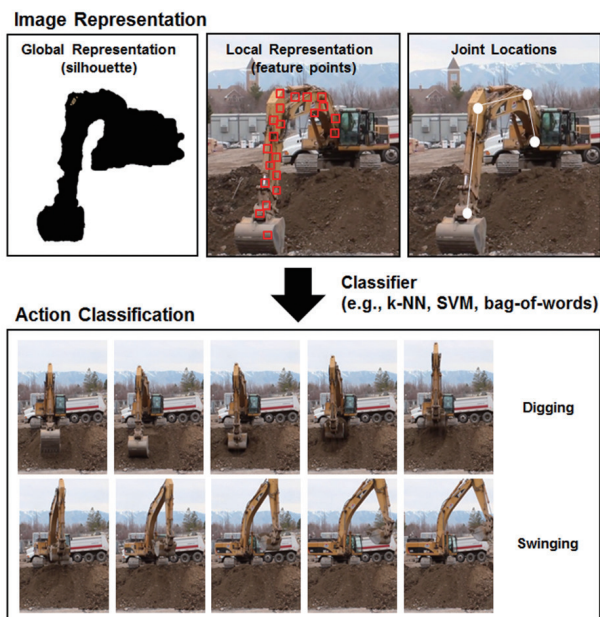 Image Representation
Global Representation
(silhouette)
Local Representation
(feature points)
Joint Locations
Classifier
(e.g., k-NN, SVM, bag-of-words)
Action Classification
Digging
Swinging